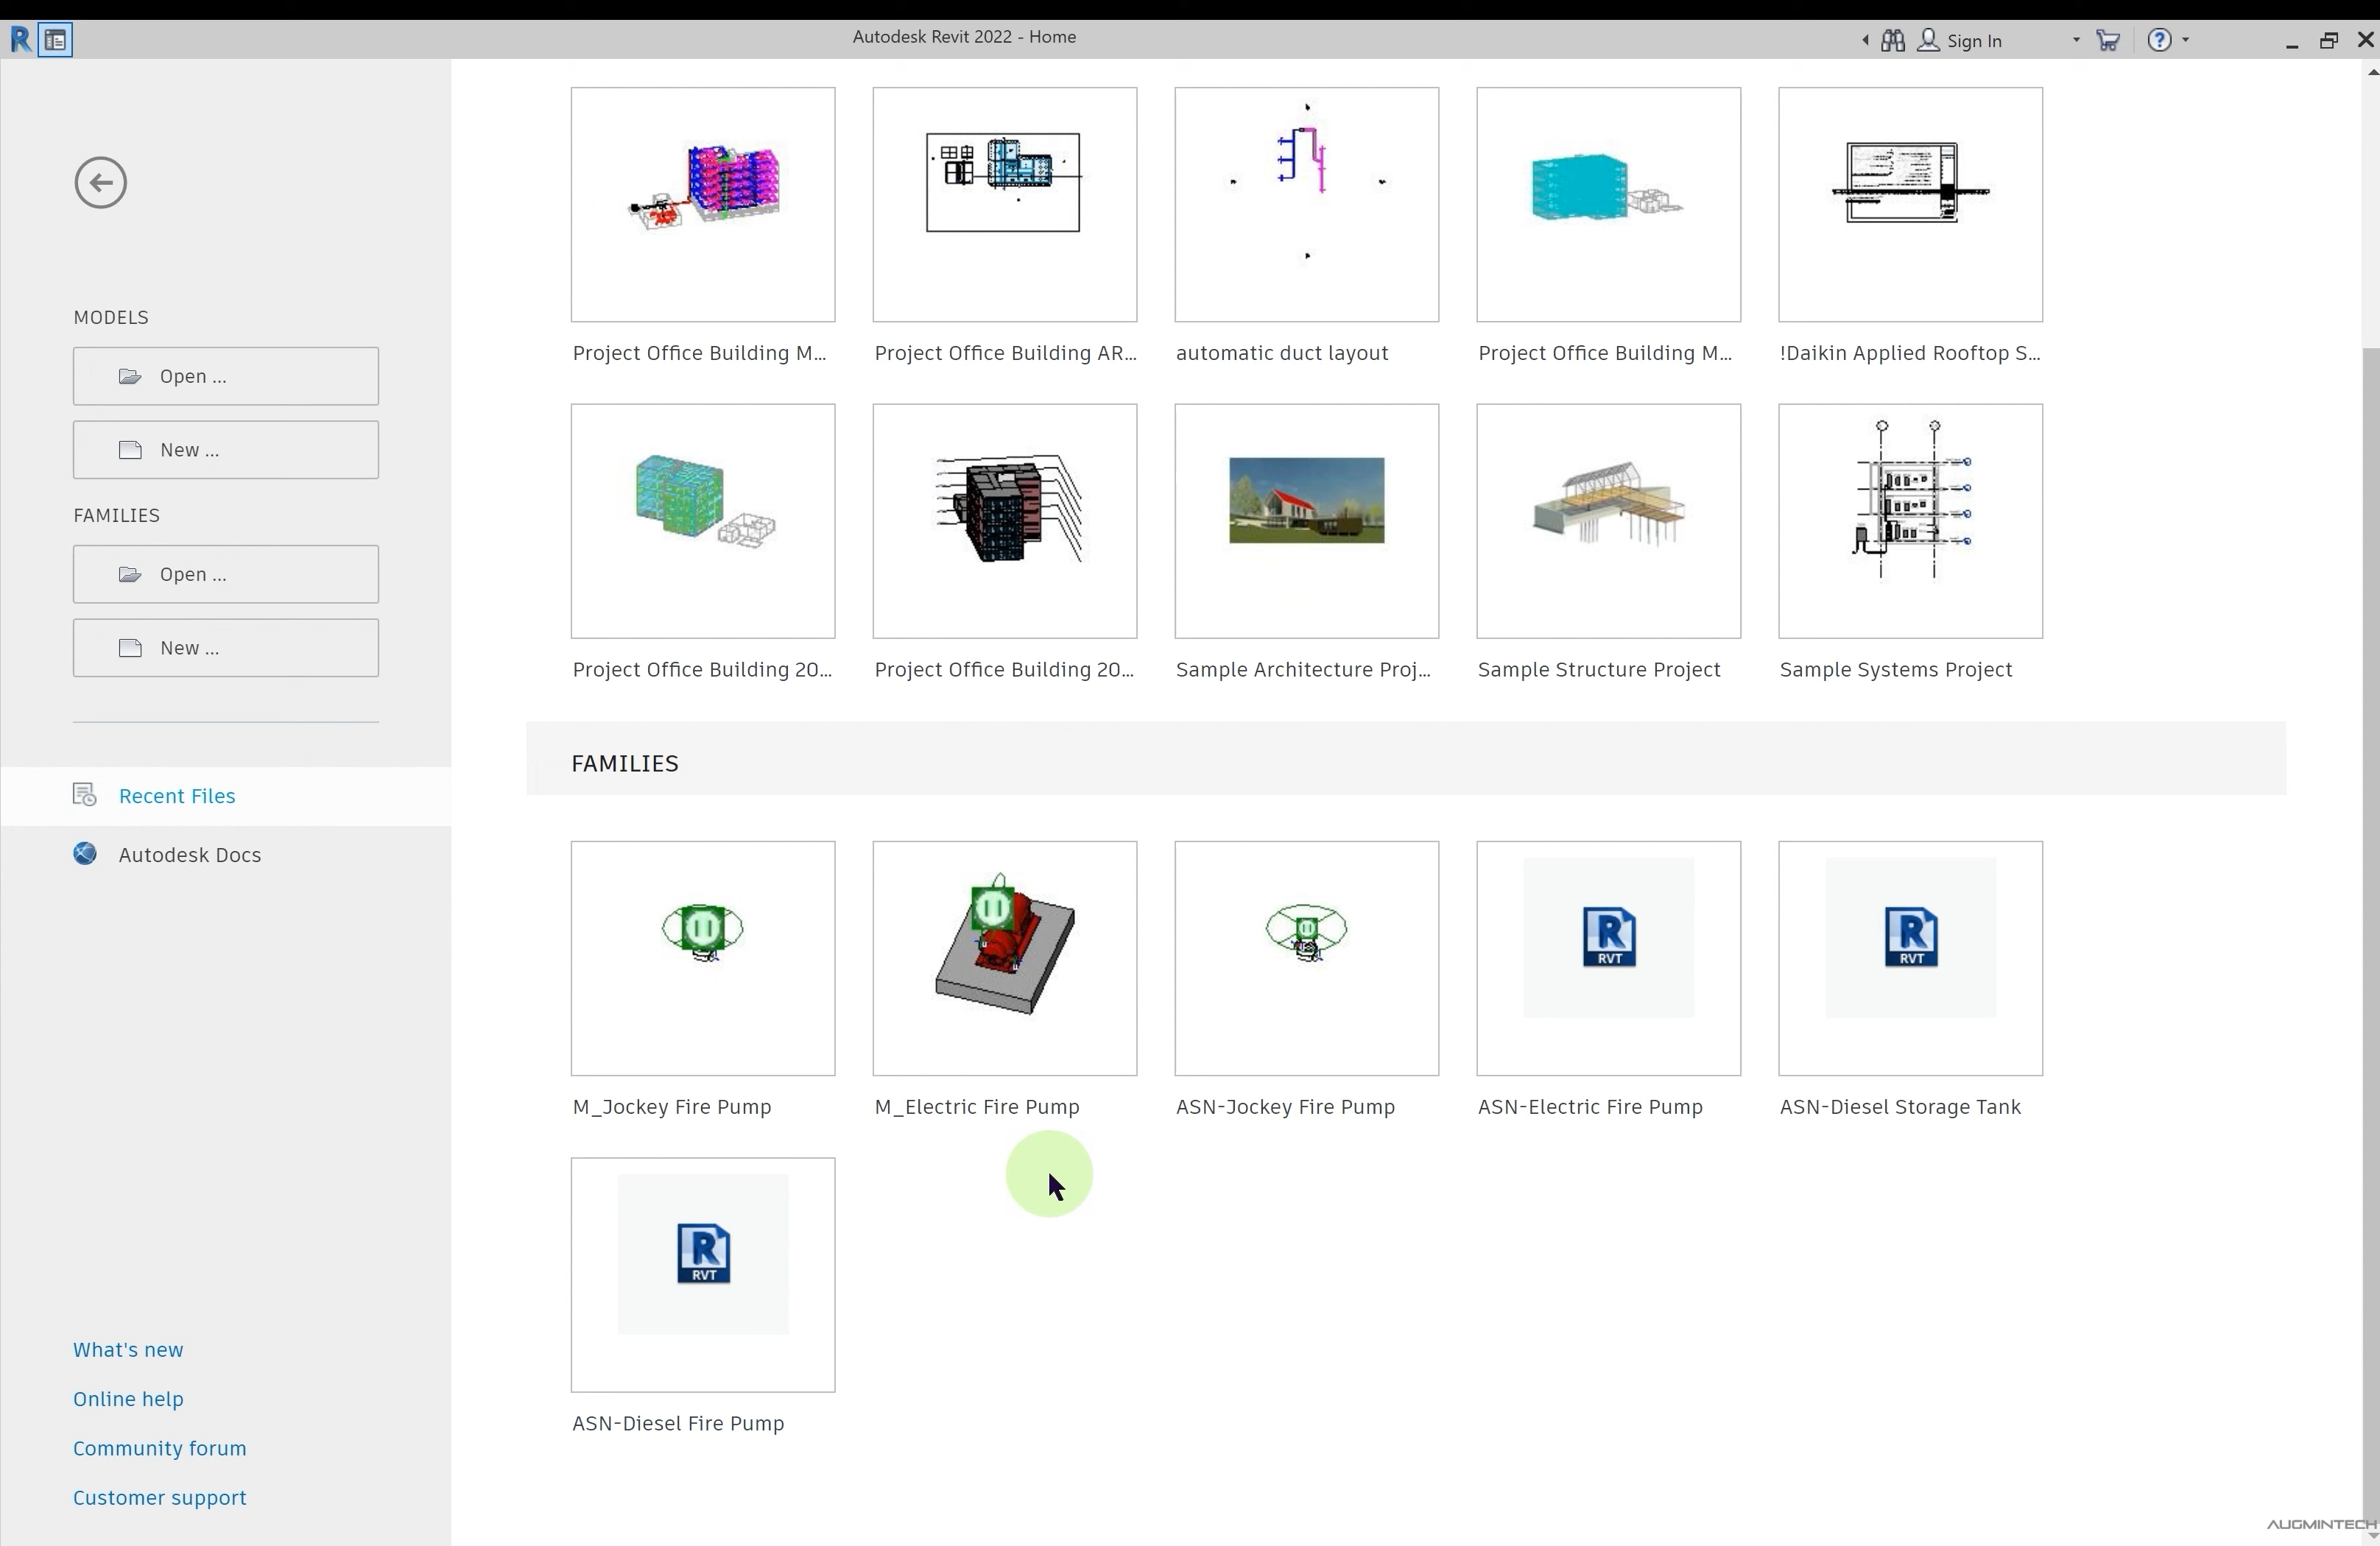 Autodesk Revit 2022 - Home
Sign In
MODELS
Open ...
New ...
FAMILIES
Open ...
New ...
Recent Files
Autodesk Docs
What's new
Online help
Community forum
Customer support
Project Office Building M...
Project Office Building AR...
automatic duct layout
Project Office Building M...
!Daikin Applied Rooftop S...
Project Office Building 20...
Project Office Building 20...
Sample Architecture Proj...
Sample Structure Project
Sample Systems Project
FAMILIES
RVT
RVT
M_Jockey Fire Pump
M_Electric Fire Pump
ASN-Jockey Fire Pump
ASN-Electric Fire Pump
ASN-Diesel Storage Tank
RVT
ASN-Diesel Fire Pump
AUGMINTECH